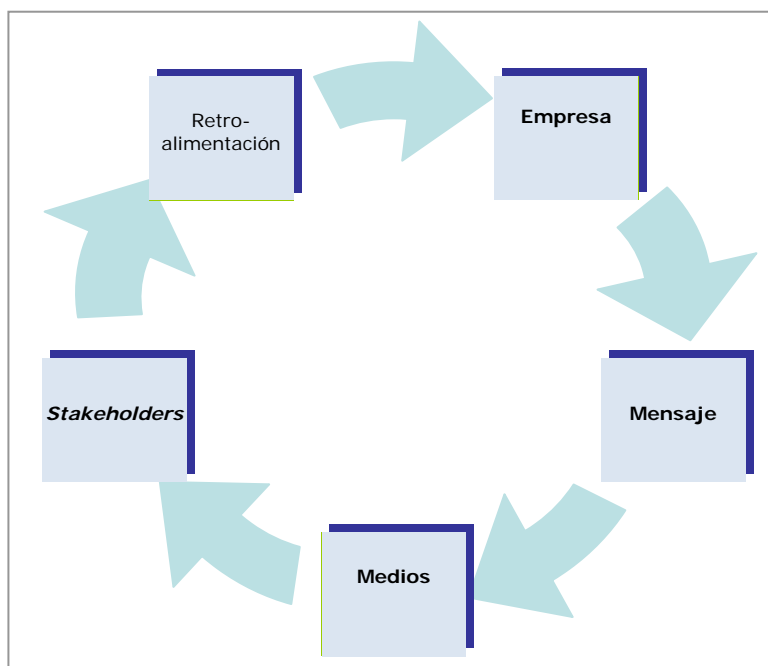 Retro-
alimentación
Empresa
Mensaje
Medios
Stakeholders